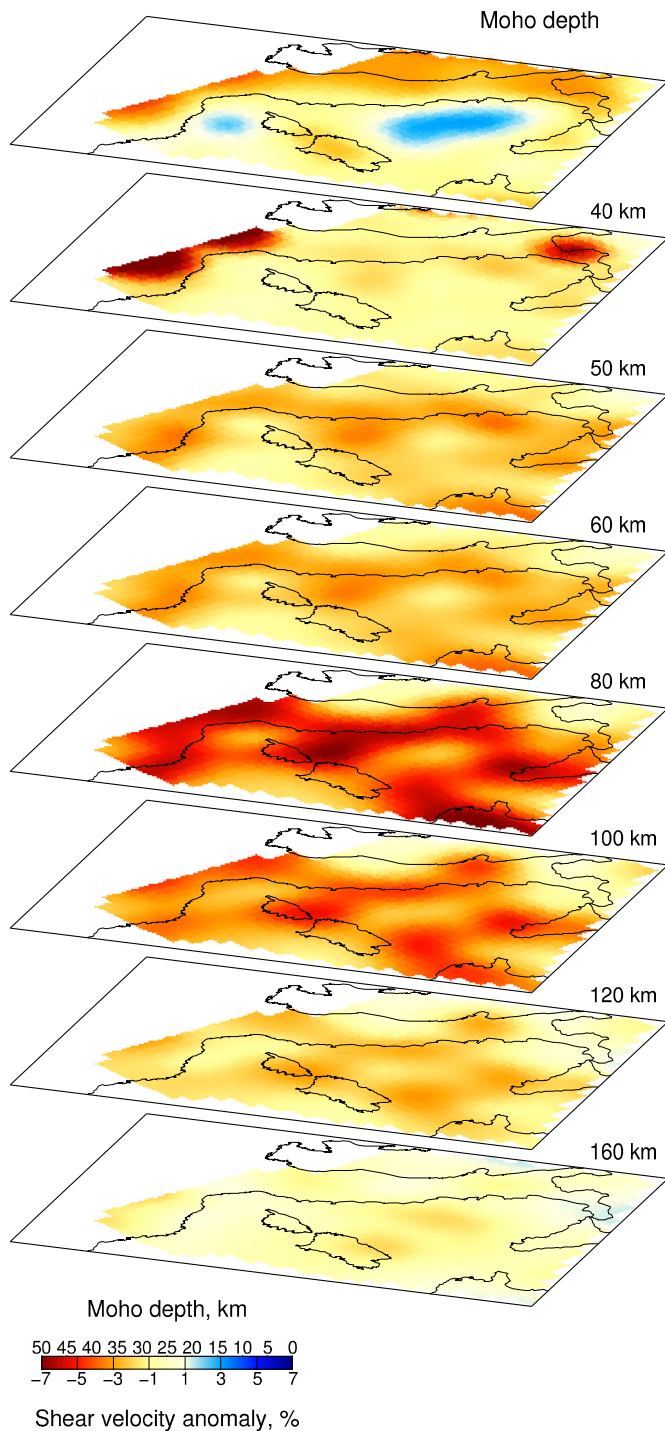 Moho depth
40 km
50 km
60 km
80 km
100 km
120 km
160 km
Moho depth, km
50 45 40 35 30 25 20 15 10 5 0
−7 −5 −3 −1 1 3 5 7
Shear velocity anomaly, %